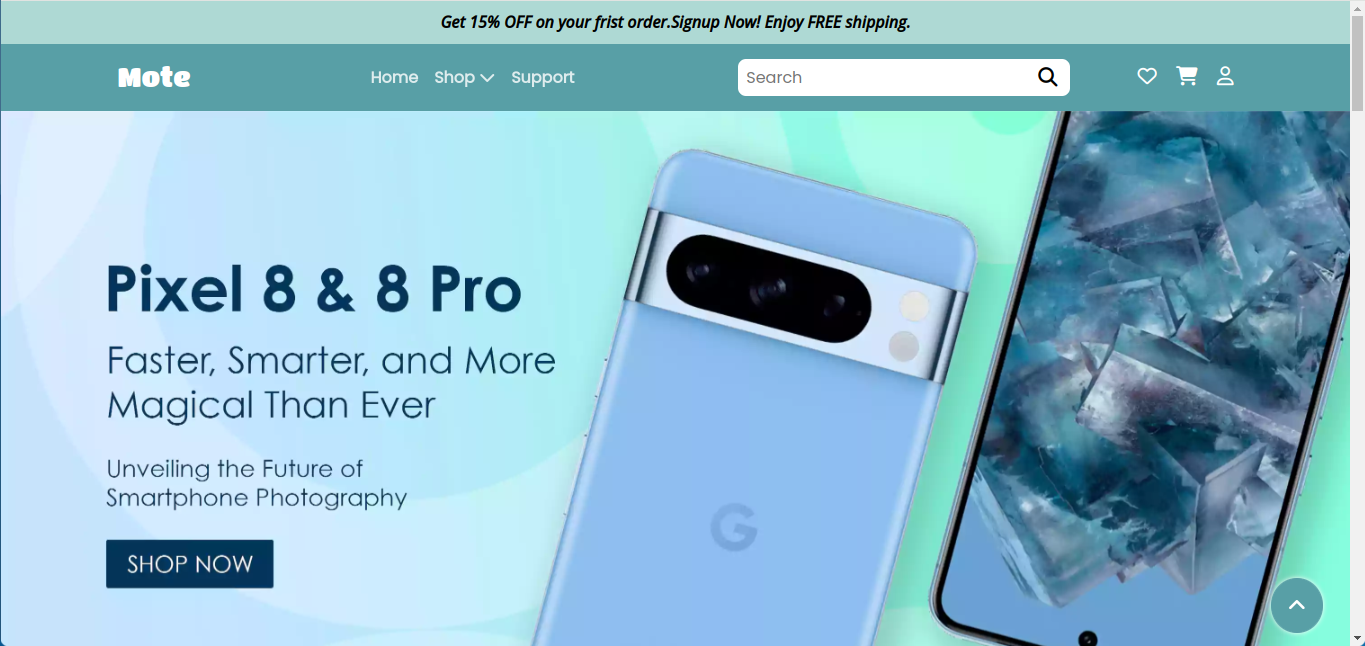 Get 15% OFF on your frist order.Signup Now! Enjoy FREE shipping.
Mote
Home
Shop
Support
Search
Pixel 8 & 8 Pro
Faster, Smarter, and More
Magical Than Ever
Unveiling the Future of
Smartphone Photography
SHOP NOW
G